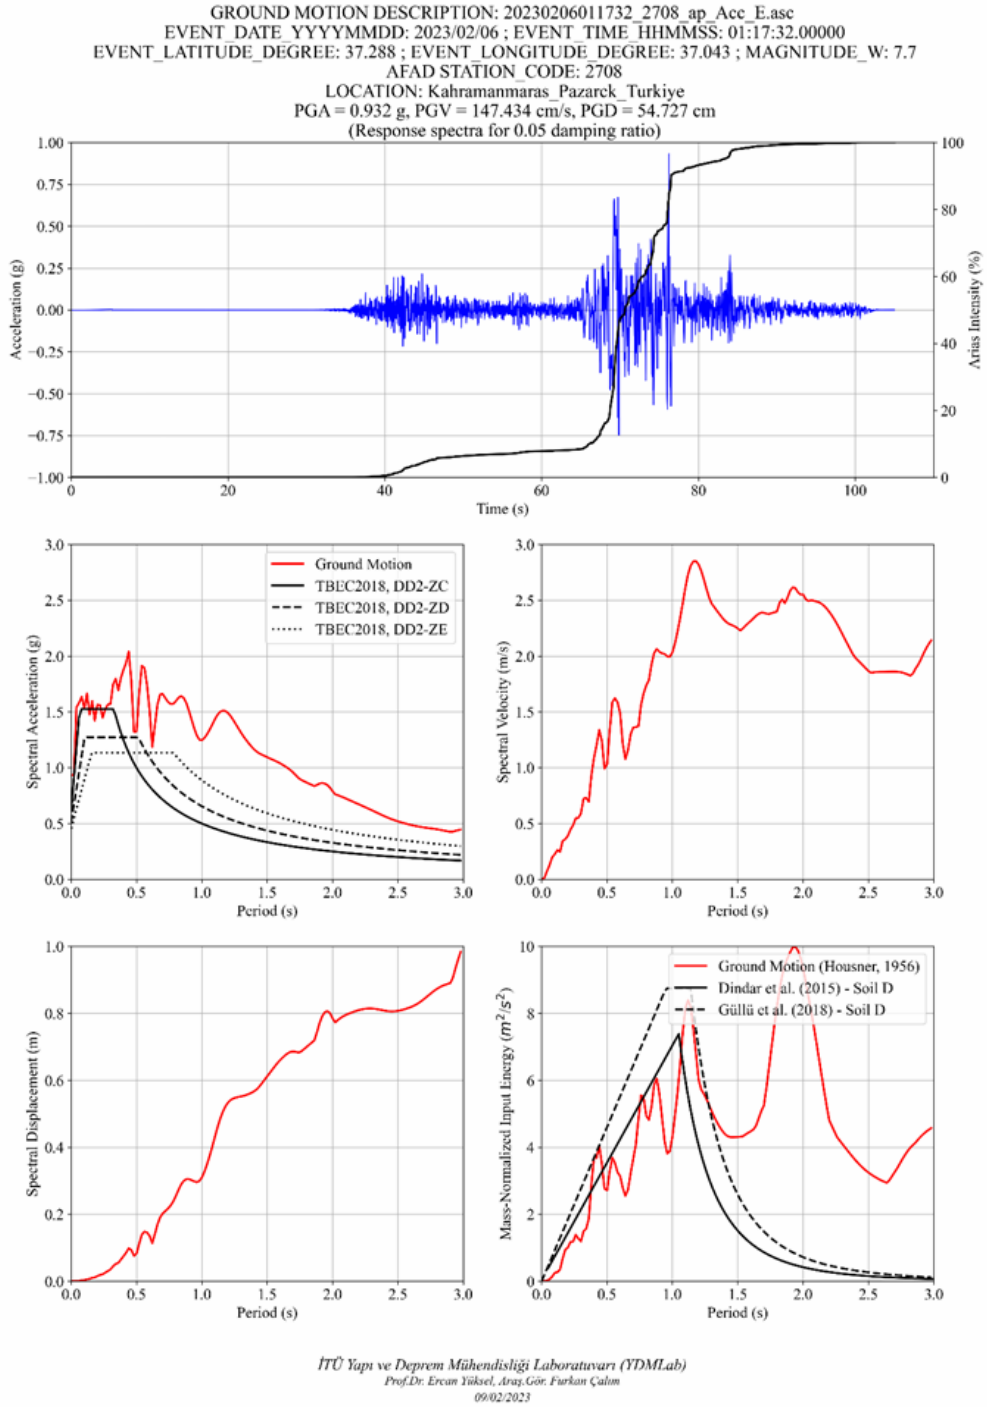 GROUND MOTION DESCRIPTION: 20230206011732_2708_ap_Acc_E.asc
EVENT_DATE_YYYYMMDD: 2023/02/06 ; EVENT_TIME_HHMMSS: 01:17:32.00000
EVENT_LATITUDE_DEGREE: 37.288 ; EVENT_LONGITUDE_DEGREE: 37.043 ; MAGNITUDE_W: 7.7
AFAD STATION_CODE: 2708
LOCATION: Kahramanmaras_Pazarck_Turkiye
PGA = 0.932 g, PGV = 147.434 cm/s, PGD = 54.727 cm
(Response spectra for 0.05 damping ratio)
Acceleration (g)
1.00
0.75
0.50
0.25
0.00
−0.25
−0.50
−0.75
−1.00
0 20 40 60 80 100
Time (s)
100
80
60
40
20
0
Arias Intensity (%)
Spectral Acceleration (g)
3.0
2.5
2.0
1.5
1.0
0.5
0.0
0.0 0.5 1.0 1.5 2.0 2.5 3.0
Period (s)
Ground Motion
TBEC2018, DD2-ZC
TBEC2018, DD2-ZD
TBEC2018, DD2-ZE
Spectral Velocity (m/s)
3.0
2.5
2.0
1.5
1.0
0.5
0.0
0.0 0.5 1.0 1.5 2.0 2.5 3.0
Period (s)
Spectral Displacement (m)
1.0
0.8
0.6
0.4
0.2
0.0
0.0 0.5 1.0 1.5 2.0 2.5 3.0
Period (s)
Mass-Normalized Input Energy (m²/s²)
10
8
6
4
2
0
0.0 0.5 1.0 1.5 2.0 2.5 3.0
Period (s)
Ground Motion (Housner, 1956)
Dindar et al. (2015) - Soil D
Güllü et al. (2018) - Soil D
İTÜ Yapı ve Deprem Mühendisliği Laboratuvarı (YDMLab)
Prof.Dr. Ercan Yüksel, Araş.Gör. Furkan Çalım
09/02/2023